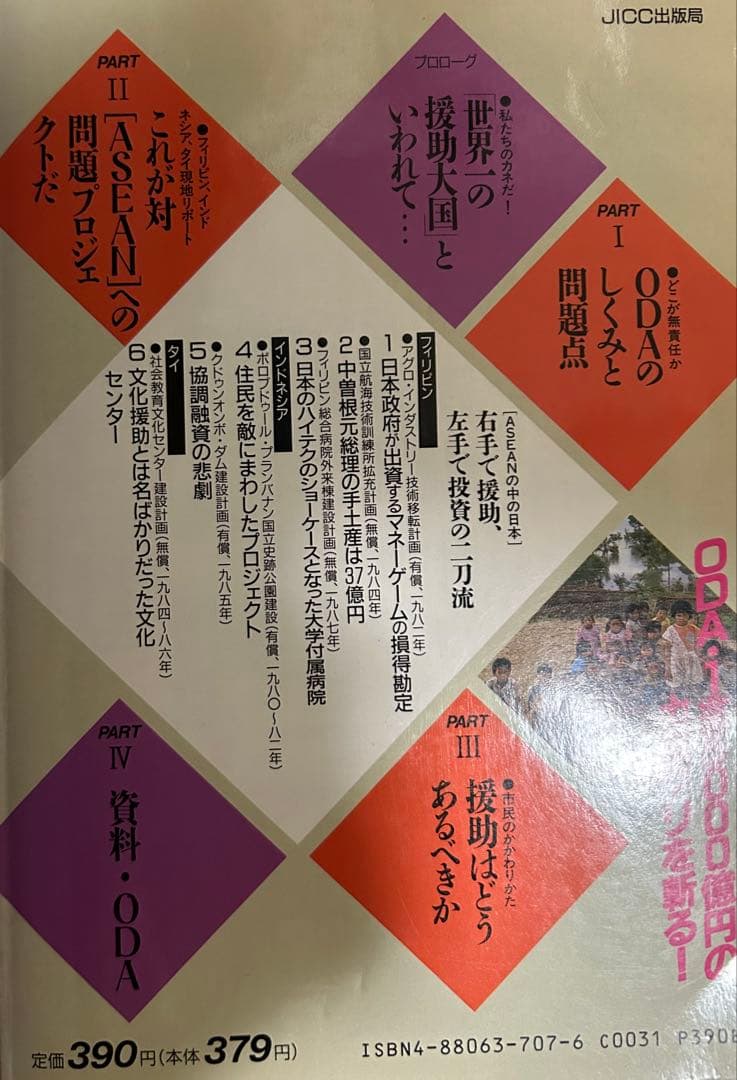 JICC出版局
プロローグ
●私たちのカネだ!
「世界一の
援助大国」と
いわれて…
PART
I
●どこが無責任か
ODAの
しくみと
問題点
PART
II
●フィリピン、インド
ネシア、タイ現地リポート
これが対
[ASEAN]への
問題プロジェ
クトだ
[ASEANの中の日本]
右手で援助、
左手で投資の二刀流
フィリピン
●アグロ・インダストリー技術移転計画(有償、一九八二年)
1 日本政府が出資するマネーゲームの損得勘定
●国立航海技術訓練所拡充計画(無償、一九八四年)
2 中曽根元総理の手土産は37億円
●フィリピン総合病院外来棟建設計画(無償、一九八七年)
3 日本のハイテクのショーケースとなった大学付属病院
インドネシア
●ボロブドゥール・プランバナン国立史跡公園建設(有償、一九八〇~八二年)
4 住民を敵にまわしたプロジェクト
●クドゥンオンボ・ダム建設計画(有償、一九八五年)
5 協調融資の悲劇
タイ
●社会教育文化センター建設計画(無償、一九八四~八六年)
6 文化援助とは名ばかりだった文化
センター
PART
III
●市民のかかわりかた
援助はどう
あるべきか
PART
IV
資料・ODA
ODA・1兆
000億円の
りを斬る!
定価390円(本体379円)
ISBN4-88063-707-6 C0031 P390E